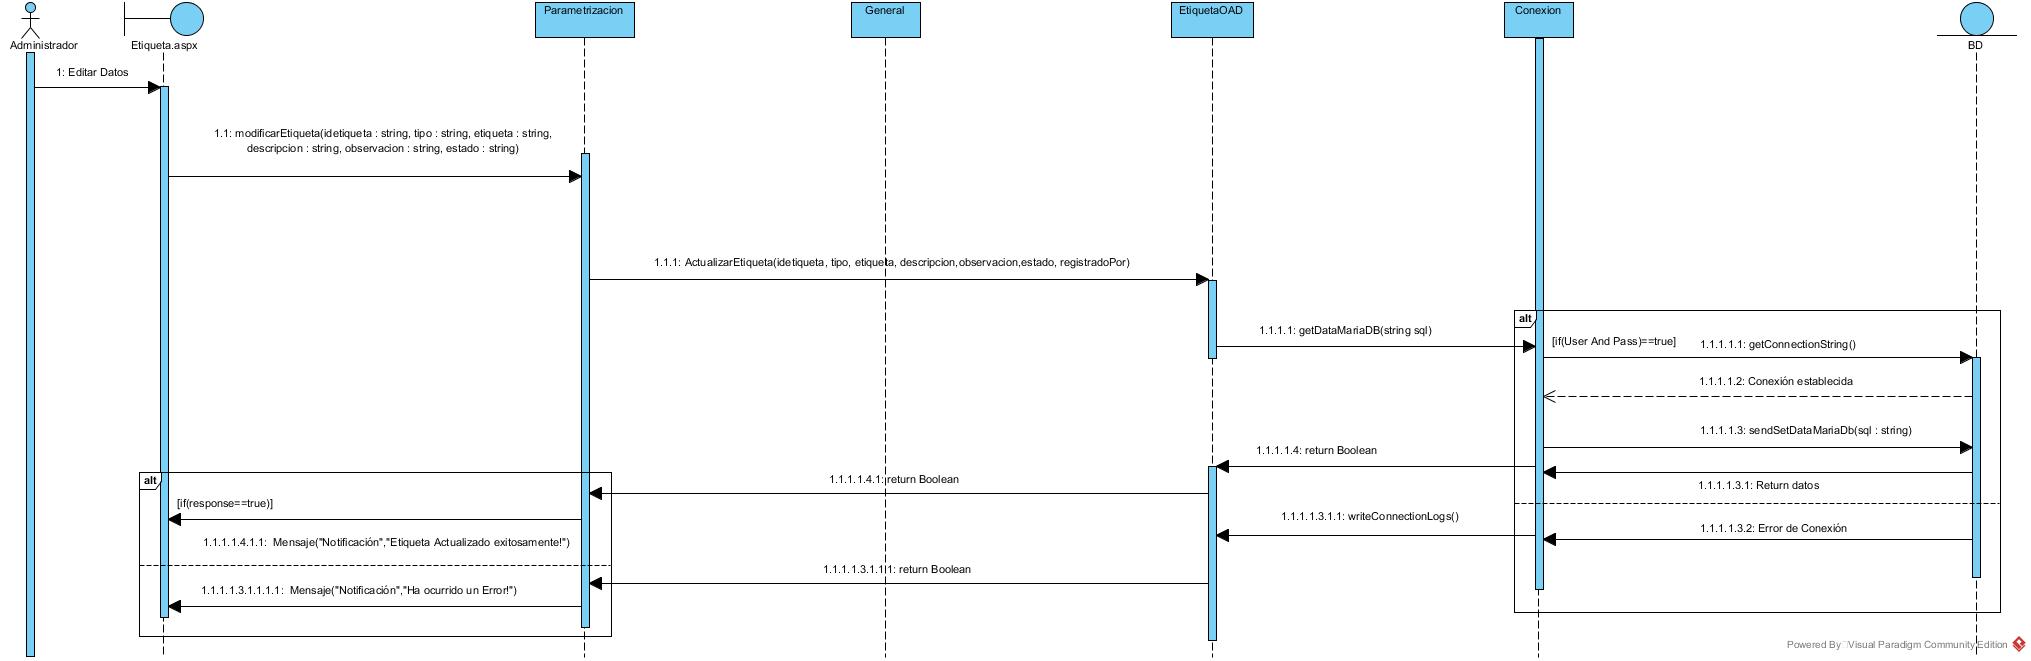 Parametrizacion
General
EtiquetaOAD
Conexion
Administrador
Etiqueta.aspx
BD
1: Editar Datos
1.1: modificarEtiqueta(idetiqueta : string, tipo : string, etiqueta : string,
descripcion : string, observacion : string, estado : string)
1.1.1: ActualizarEtiqueta(idetiqueta, tipo, etiqueta, descripcion,observacion,estado, registradoPor)
alt
1.1.1.1: getDataMariaDB(string sql)
[if(User And Pass)==true]
1.1.1.1.1: getConnectionString()
1.1.1.1.2: Conexión establecida
1.1.1.1.3: sendSetDataMariaDb(sql : string)
1.1.1.1.4: return Boolean
alt
1.1.1.1.4.1: return Boolean
1.1.1.1.3.1: Return datos
[if(response==true)]
1.1.1.1.3.1.1: writeConnectionLogs()
1.1.1.1.3.2: Error de Conexión
1.1.1.1.4.1.1:  Mensaje("Notificación","Etiqueta Actualizado exitosamente!")
1.1.1.1.3.1.1.1: return Boolean
1.1.1.1.3.1.1.1.1:  Mensaje("Notificación","Ha ocurrido un Error!")
Powered By Visual Paradigm Community Edition